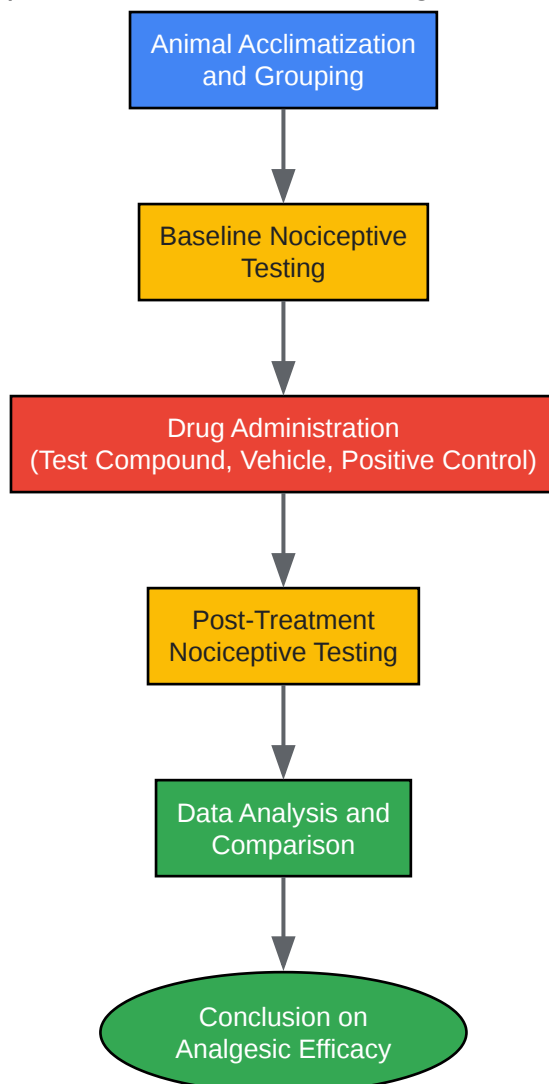 Animal Acclimatization
and Grouping
Baseline Nociceptive
Testing
Drug Administration
(Test Compound, Vehicle, Positive Control)
Post-Treatment
Nociceptive Testing
Data Analysis and
Comparison
Conclusion on
Analgesic Efficacy